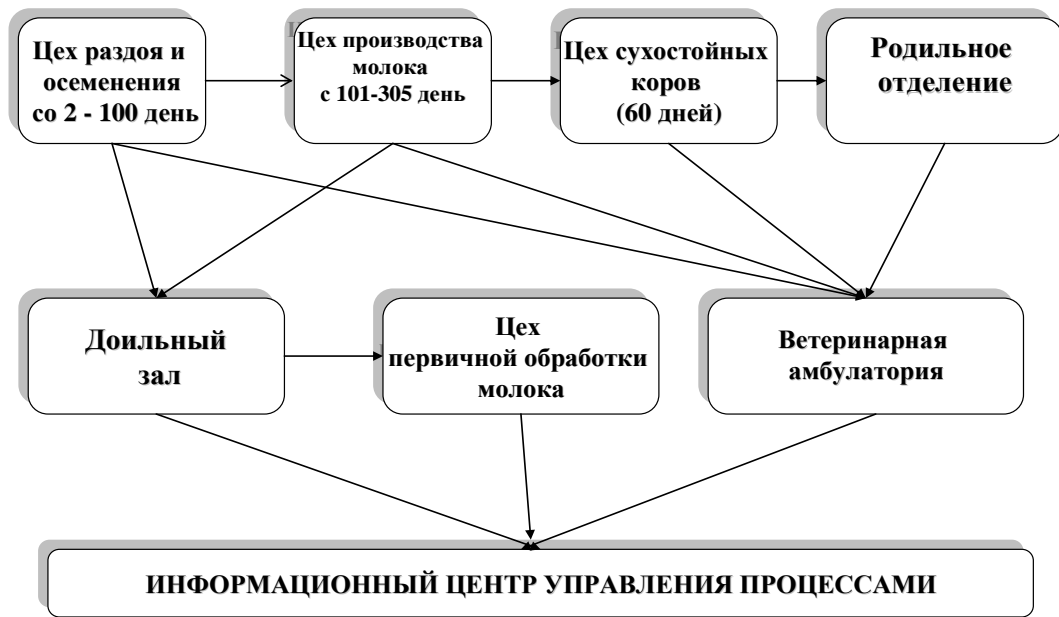 Цех раздоя и
осеменения
со 2 - 100 день
Цех производства
молока
с 101-305 день
Цех сухостойных
коров
(60 дней)
Родильное
отделение
Доильный
зал
Цех
первичной обработки
молока
Ветеринарная
амбулатория
ИНФОРМАЦИОННЫЙ ЦЕНТР УПРАВЛЕНИЯ ПРОЦЕССАМИ